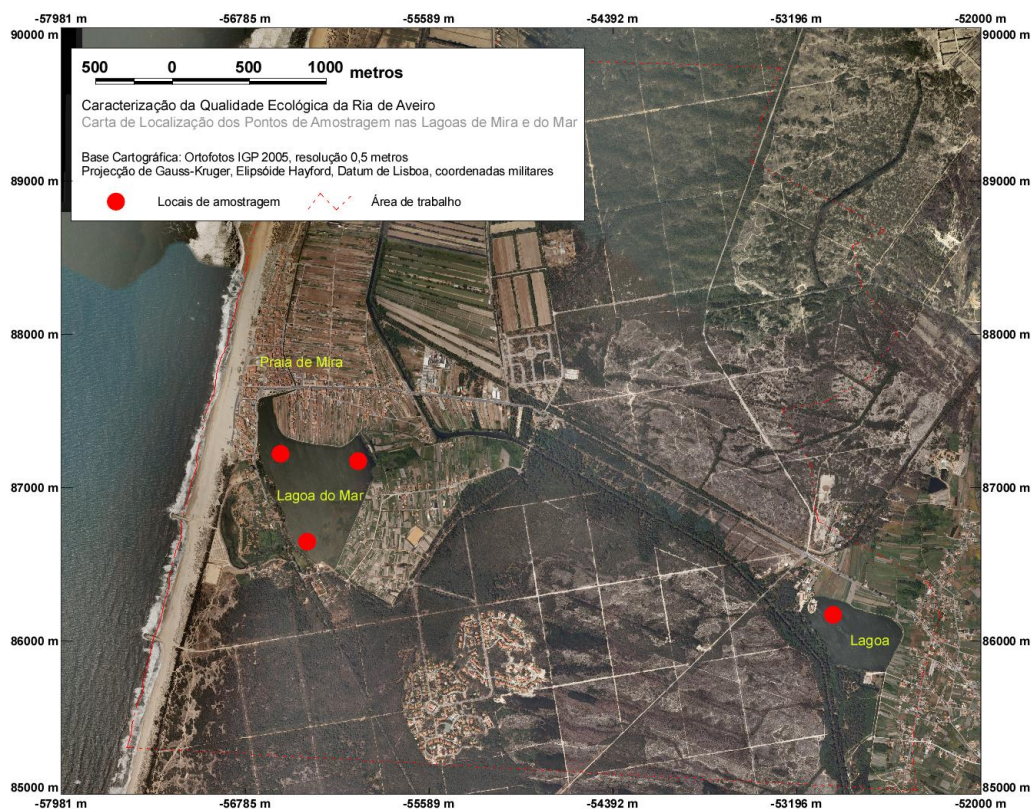 -57981 m -56785 m -55589 m -54392 m -53196 m -52000 m
90000 m 90000 m
500 0 500 1000 metros
Caracterização da Qualidade Ecológica da Ria de Aveiro
Carta de Localização dos Pontos de Amostragem nas Lagoas de Mira e do Mar
Base Cartográfica: Ortofotos IGP 2005, resolução 0,5 metros
Projecção de Gauss-Kruger, Elipsóide Hayford, Datum de Lisboa, coordenadas militares
Locais de amostragem Área de trabalho
89000 m 89000 m
88000 m 88000 m
Praia de Mira
87000 m 87000 m
Lagoa do Mar
86000 m 86000 m
Lagoa
85000 m 85000 m
-57981 m -56785 m -55589 m -54392 m -53196 m -52000 m